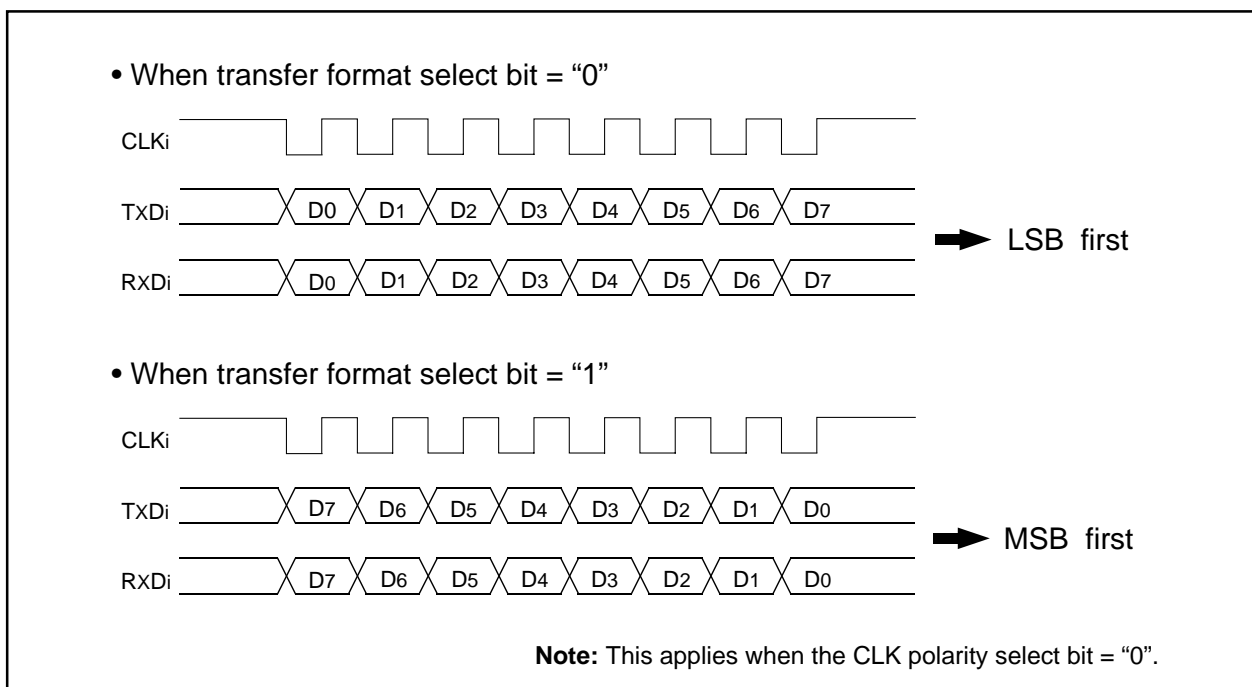 • When transfer format select bit = “0”
CLKi
TXDi D0 D1 D2 D3 D4 D5 D6 D7
RXDi D0 D1 D2 D3 D4 D5 D6 D7
LSB first
• When transfer format select bit = “1”
CLKi
TXDi D7 D6 D5 D4 D3 D2 D1 D0
RXDi D7 D6 D5 D4 D3 D2 D1 D0
MSB first
Note: This applies when the CLK polarity select bit = “0”.